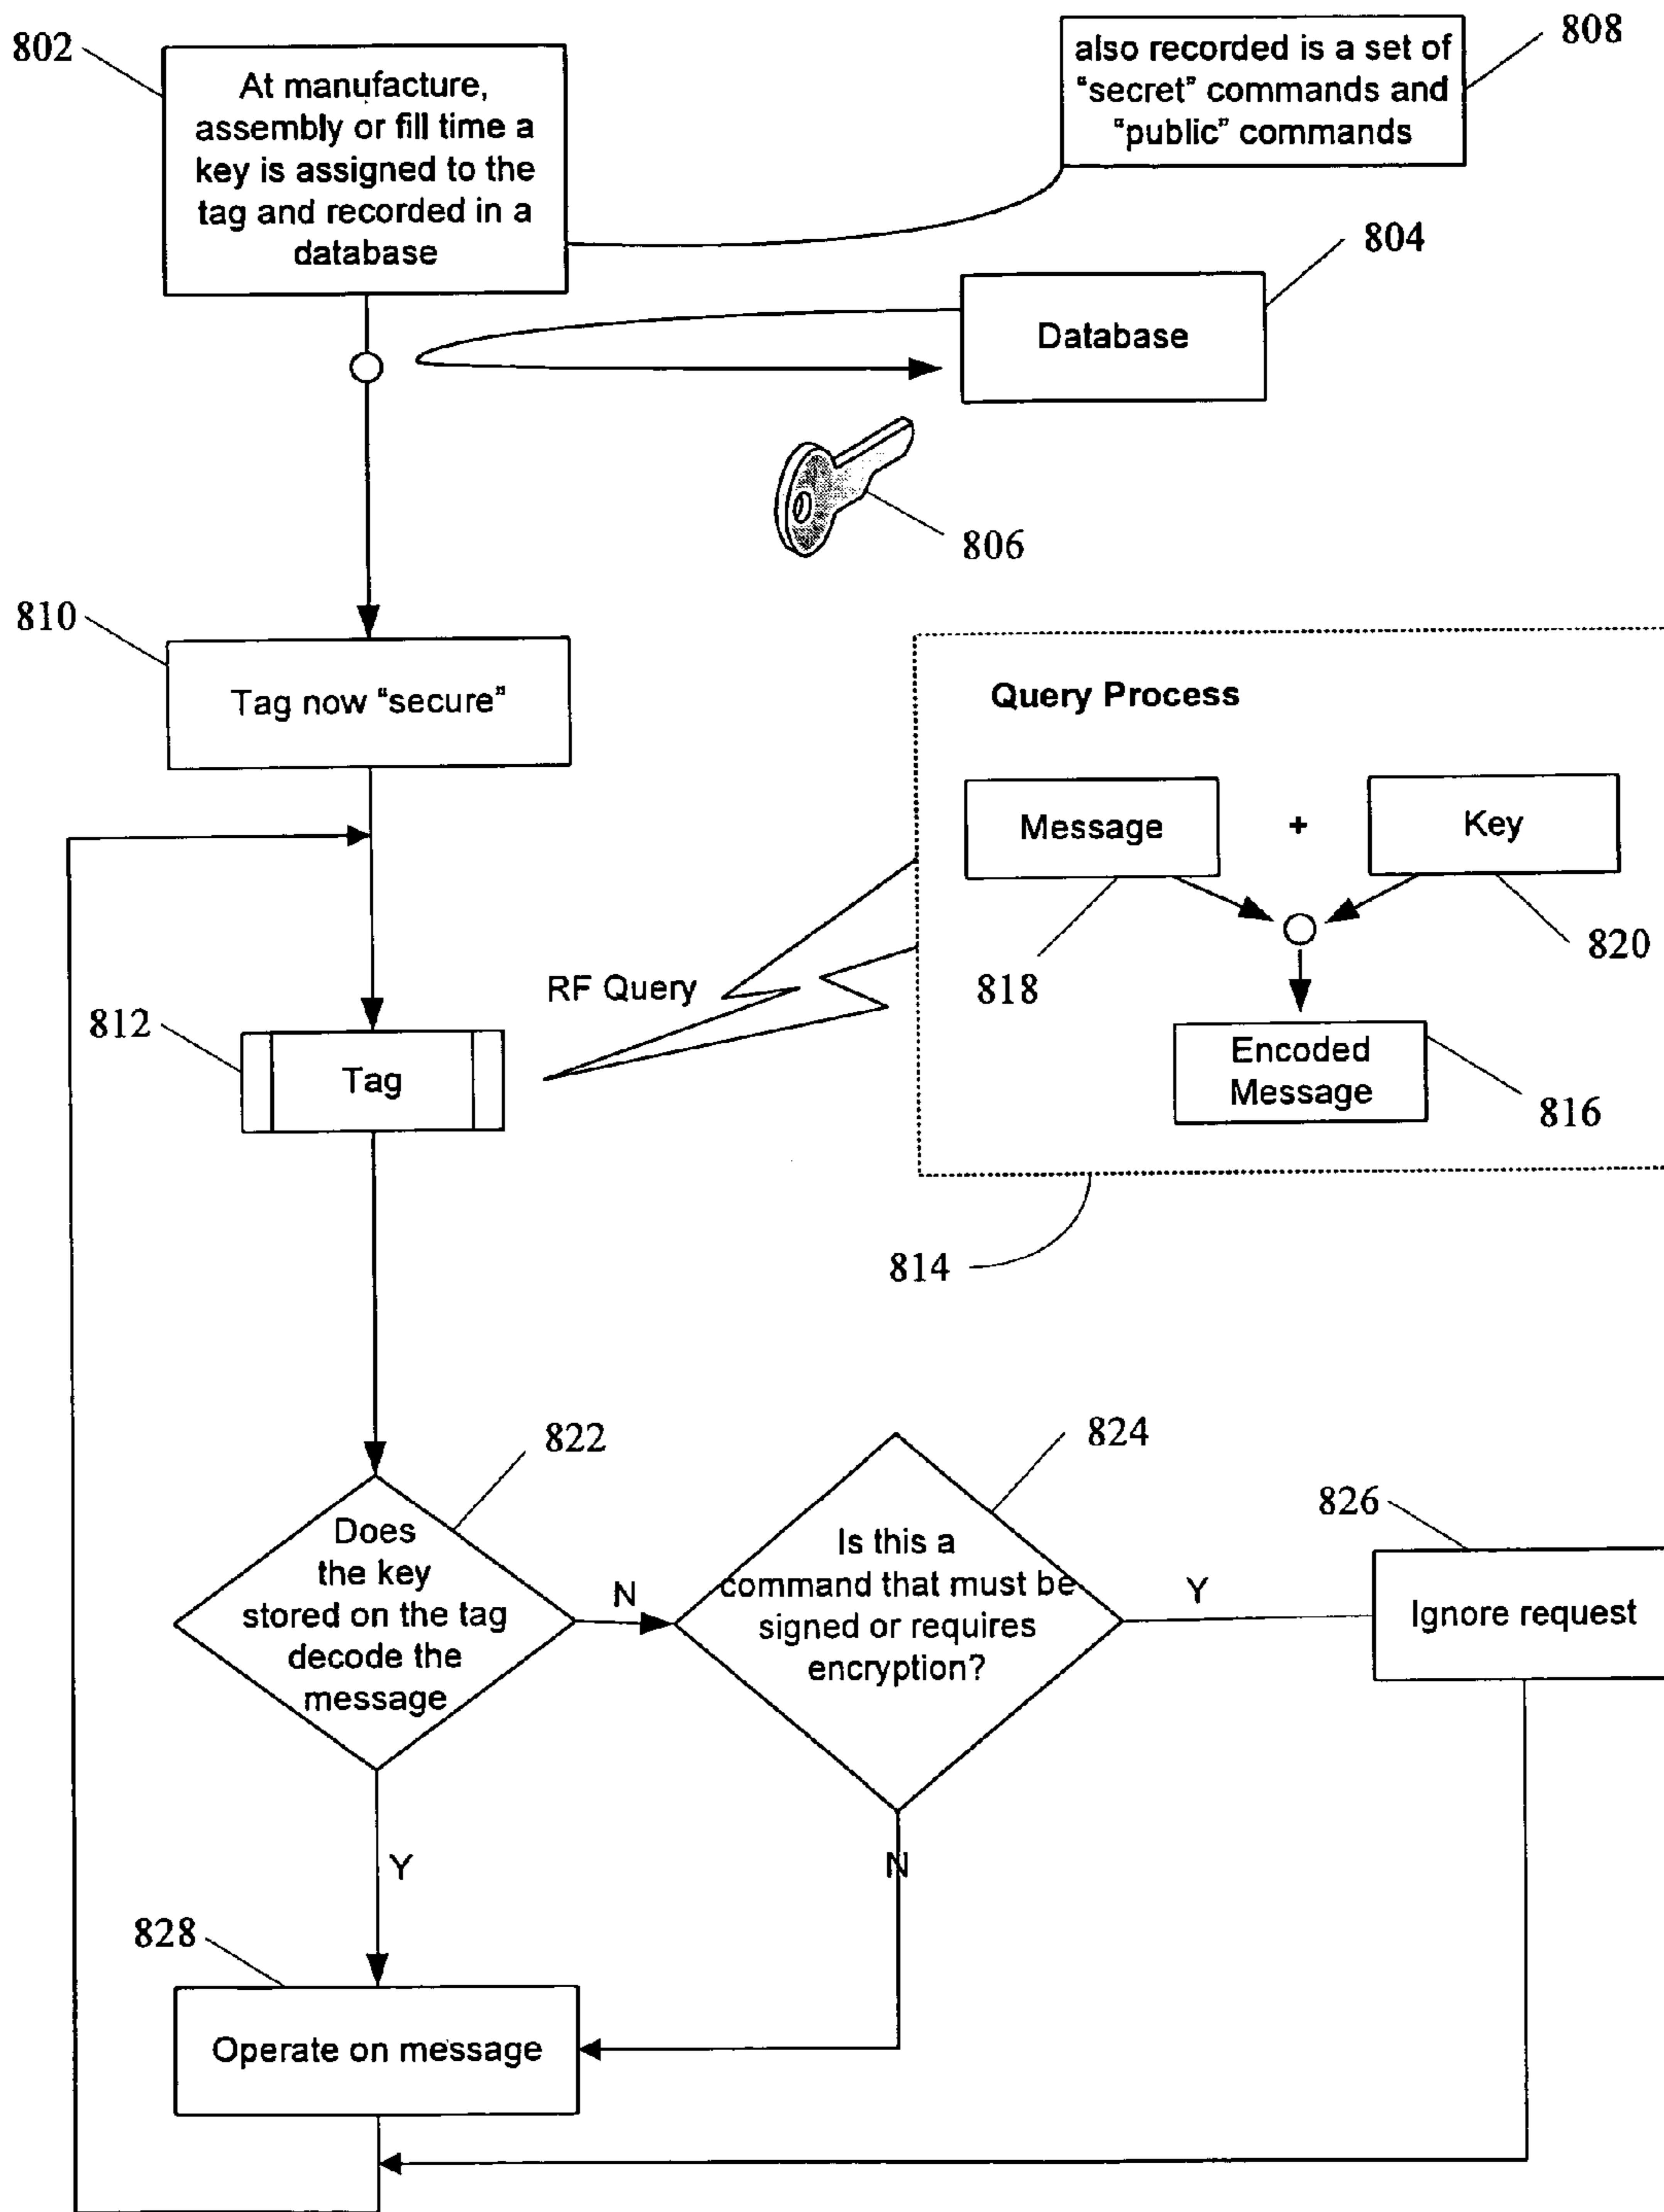 802
At manufacture,
assembly or fill time a
key is assigned to the
tag and recorded in a
database
also recorded is a set of
"secret" commands and
"public" commands
808
804
Database
806
810
Tag now "secure"
Query Process
Message
+
Key
818
820
RF Query
812
Tag
Encoded
Message
816
814
822
Does
the key
stored on the tag
decode the
message
N
824
Is this a
command that must be
signed or requires
encryption?
Y
826
Ignore request
Y
N
828
Operate on message